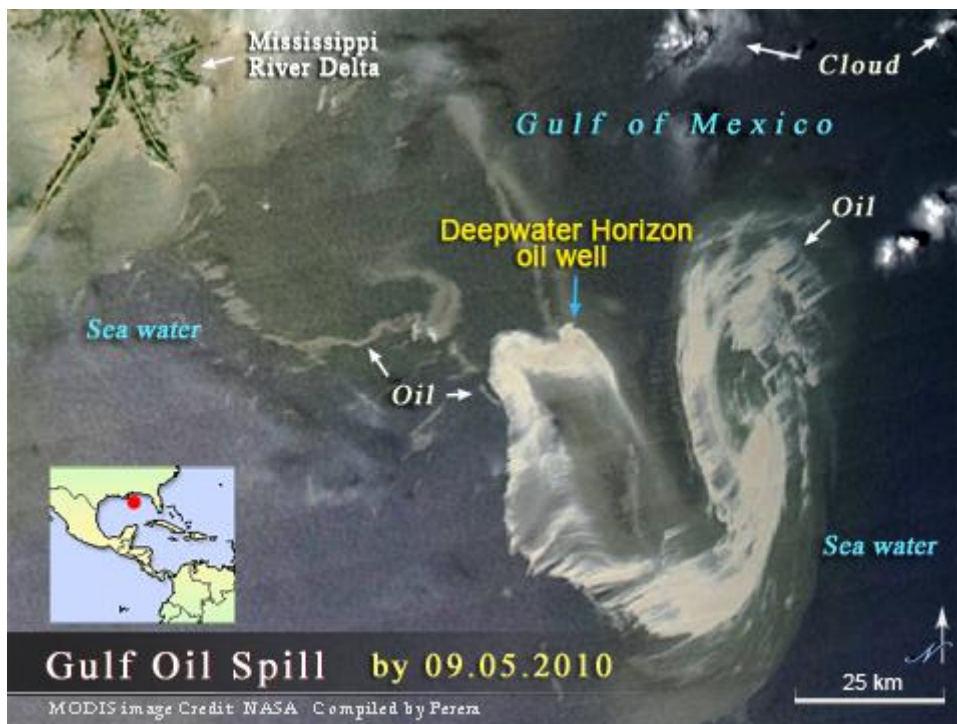 Mississippi
River Delta
Cloud
Gulf of Mexico
Oil
Deepwater Horizon
oil well
Sea water
Oil
Sea water
N
25 km
Gulf Oil Spill by 09.05.2010
MODIS image Credit NASA Compiled by Perera